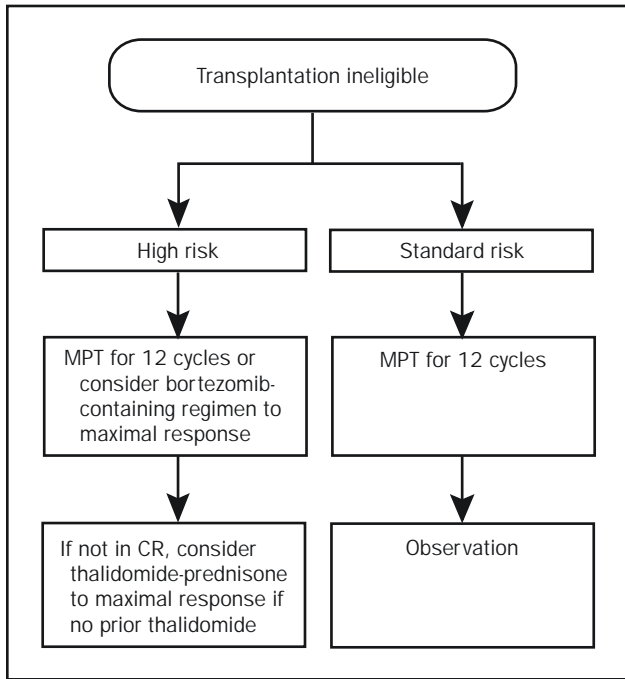 Transplantation ineligible
High risk
Standard risk
MPT for 12 cycles or
consider bortezomib-
containing regimen to
maximal response
MPT for 12 cycles
If not in CR, consider
thalidomide-prednisone
to maximal response if
no prior thalidomide
Observation